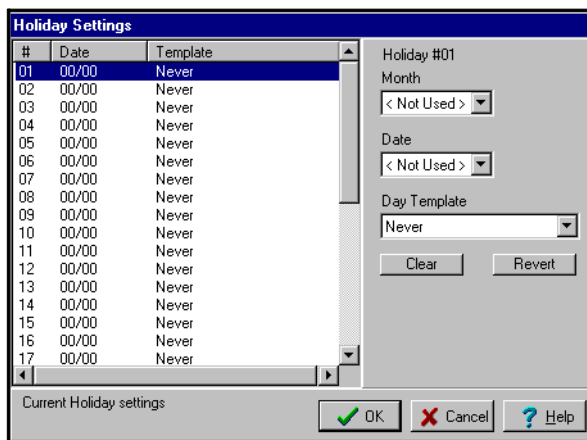 Holiday Settings
# Date Template
01 00/00 Never
02 00/00 Never
03 00/00 Never
04 00/00 Never
05 00/00 Never
06 00/00 Never
07 00/00 Never
08 00/00 Never
09 00/00 Never
10 00/00 Never
11 00/00 Never
12 00/00 Never
13 00/00 Never
14 00/00 Never
15 00/00 Never
16 00/00 Never
17 00/00 Never
Holiday #01
Month
< Not Used >
Date
< Not Used >
Day Template
Never
Clear Revert
Current Holiday settings
OK Cancel Help